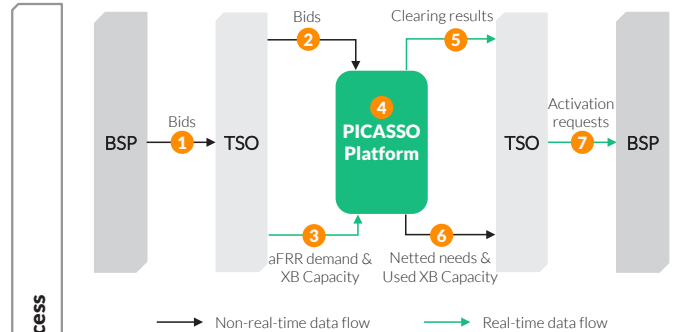 Bids
2
Clearing results
5
Bids
1
BSP
TSO
4
PICASSO
Platform
TSO
Activation
requests
7
BSP
3
aFRR demand &
XB Capacity
6
Netted needs &
Used XB Capacity
Non-real-time data flow
Real-time data flow